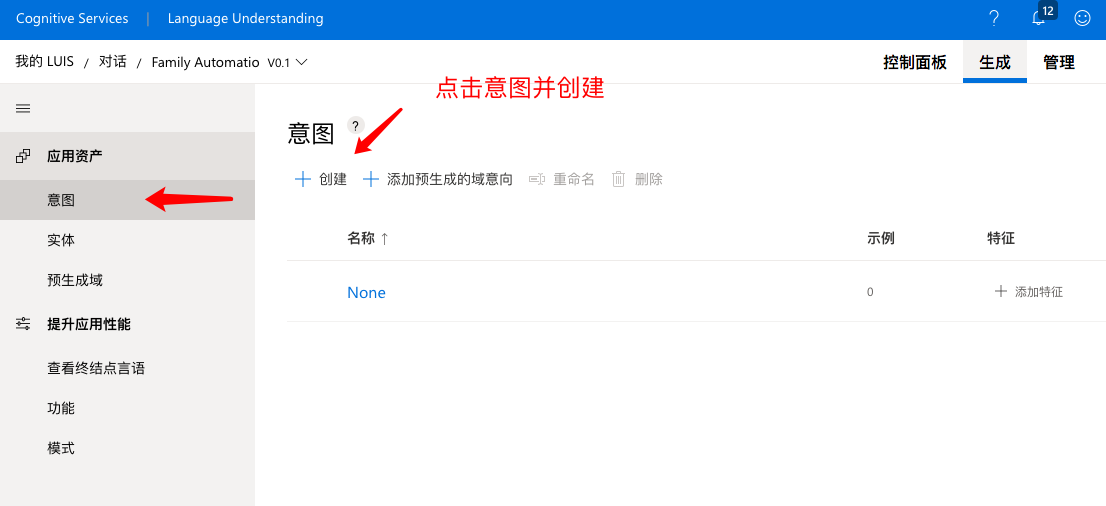 Cognitive Services | Language Understanding ? 12
我的 LUIS / 对话 / Family Automatio V0.1 控制面板 生成 管理
点击意图并创建
应用资产
意图
实体
预生成域
提升应用性能
查看终结点言语
功能
模式
意图 ?
+ 创建 + 添加预生成的域意向 重命名 删除
名称 ↑ 示例 特征
None 0 + 添加特征